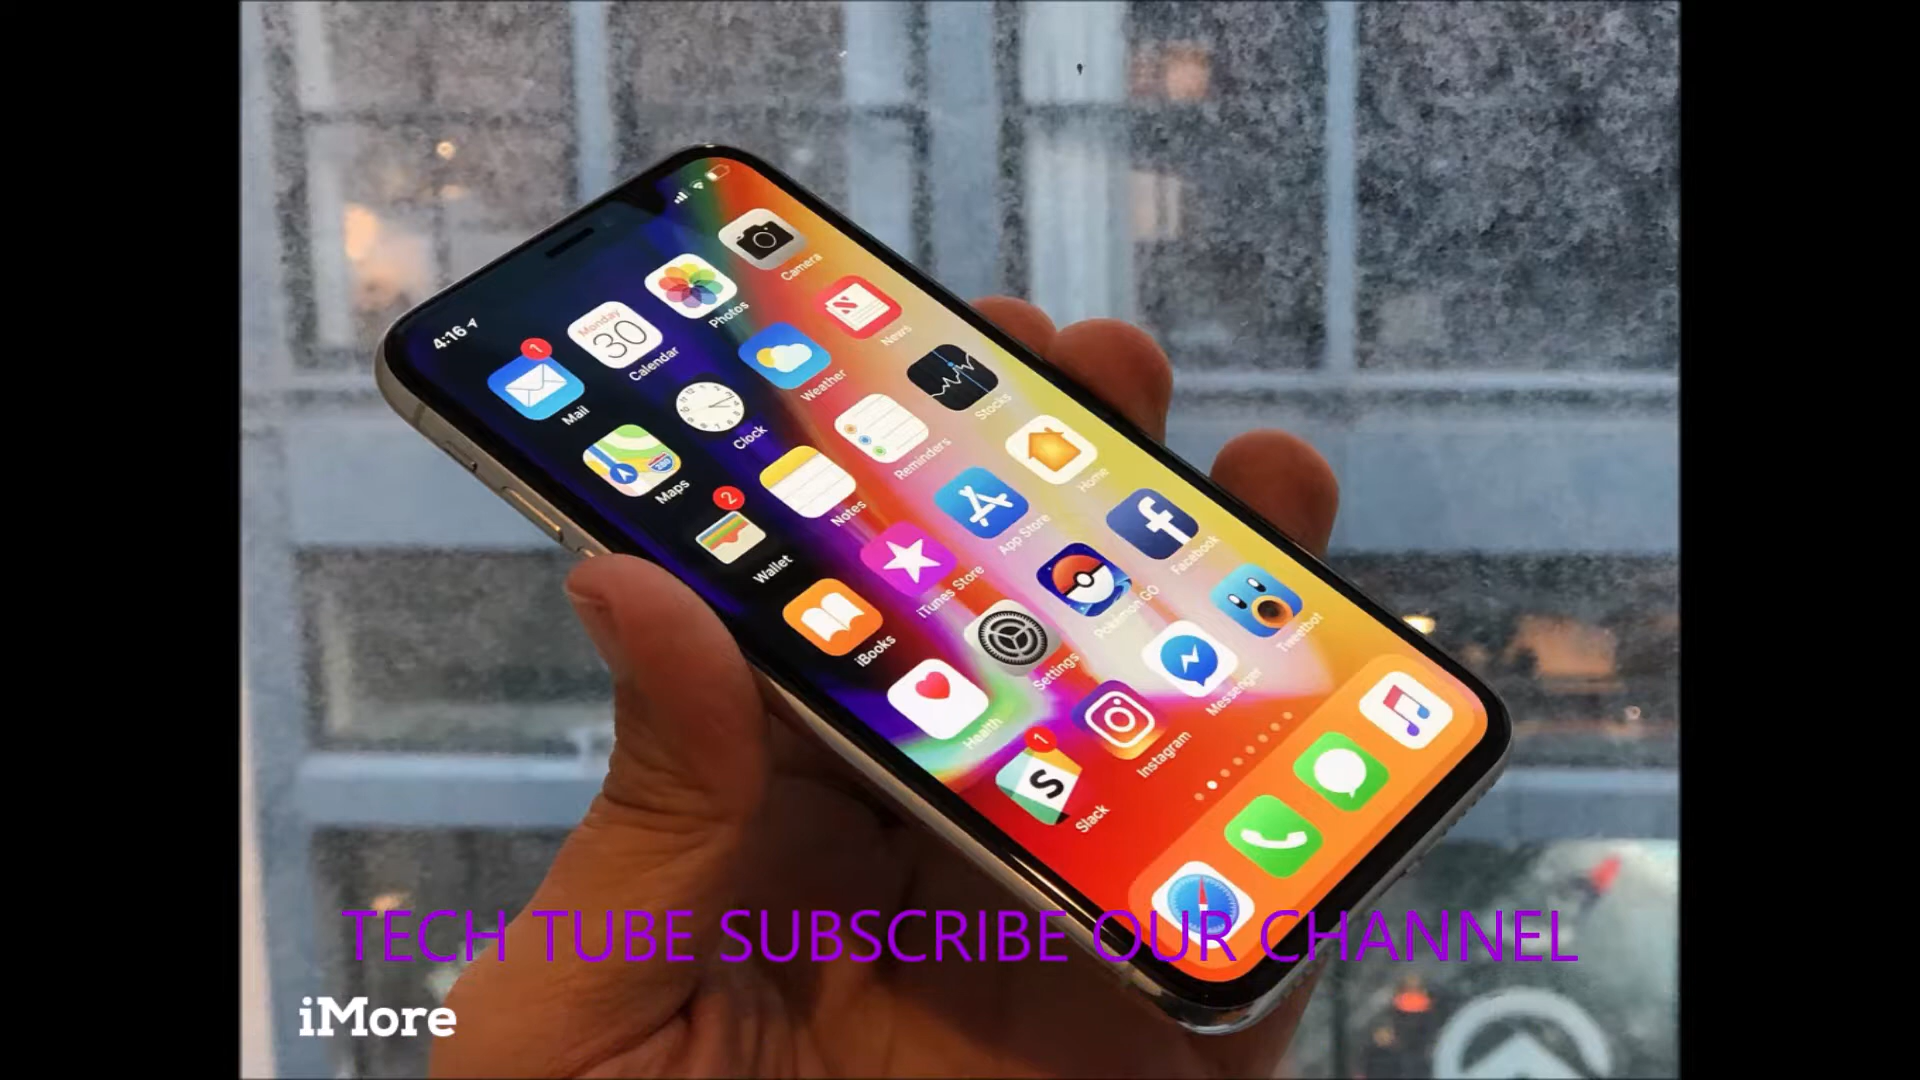 4:16
1
Mail
Monday
30
Calendar
Photos
Camera
Maps
Clock
Weather
News
2
Wallet
Notes
Reminders
Stocks
iBooks
iTunes Store
App Store
Home
Health
Settings
Pokémon GO
Facebook
1
S
Slack
Instagram
Messenger
Tweetbot
TECH TUBE SUBSCRIBE OUR CHANNEL
iMore